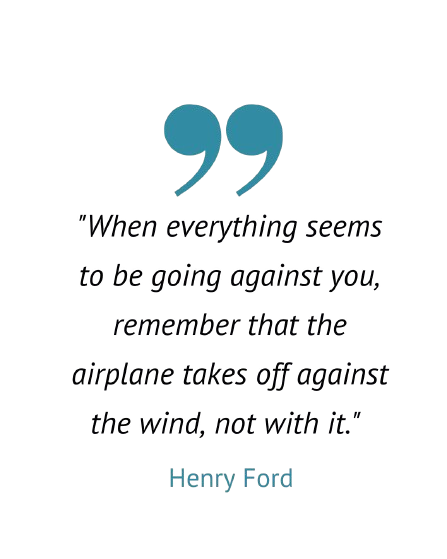 "When everything seems
to be going against you,
remember that the
airplane takes off against
the wind, not with it."
Henry Ford